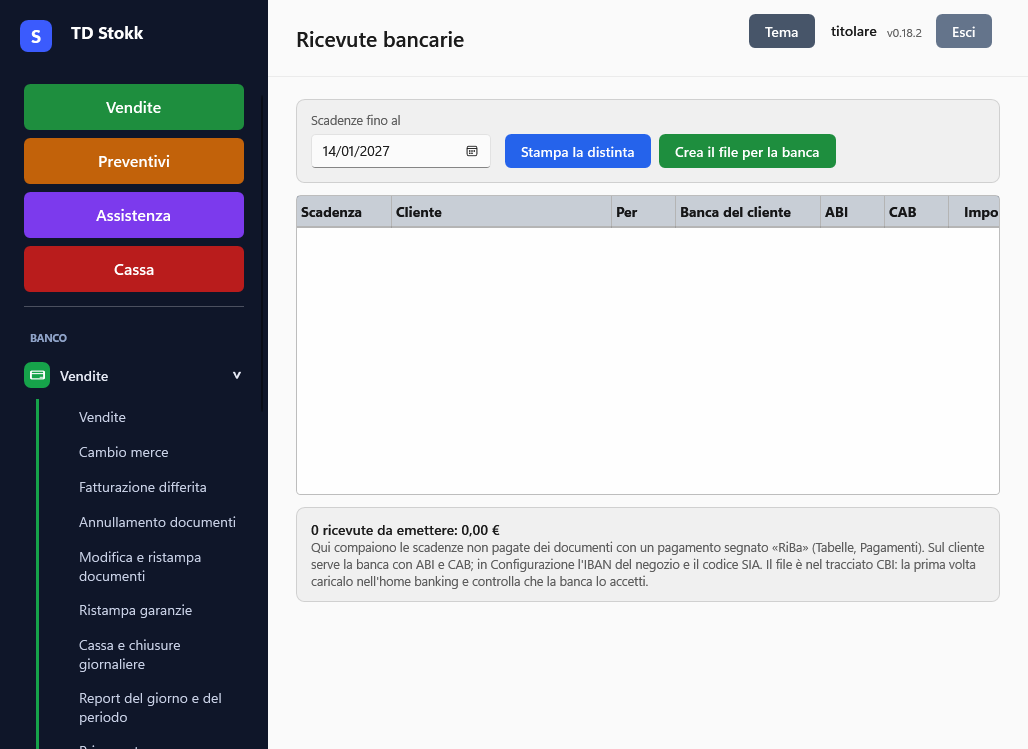 S
TD Stokk
Vendite
Preventivi
Assistenza
Cassa
BANCO
Vendite
Vendite
Cambio merce
Fatturazione differita
Annullamento documenti
Modifica e ristampa
documenti
Ristampa garanzie
Cassa e chiusure
giornaliere
Report del giorno e del
periodo
Ricevute bancarie
Tema
titolare
v0.18.2
Esci
Scadenze fino al
14/01/2027
Stampa la distinta
Crea il file per la banca
Scadenza Cliente Per Banca del cliente ABI CAB Impo
0 ricevute da emettere: 0,00 €
Qui compaiono le scadenze non pagate dei documenti con un pagamento segnato «RiBa» (Tabelle, Pagamenti). Sul cliente
serve la banca con ABI e CAB; in Configurazione l'IBAN del negozio e il codice SIA. Il file è nel tracciato CBI: la prima volta
caricalo nell'home banking e controlla che la banca lo accetti.